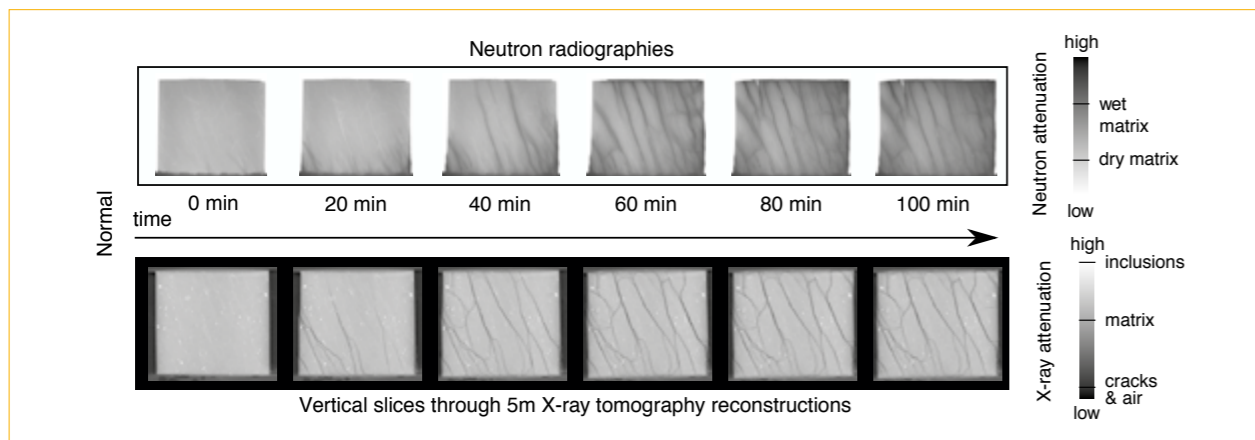 Neutron radiographies
0 min
20 min
40 min
60 min
80 min
100 min
time
Normal
Vertical slices through 5m X-ray tomography reconstructions
Neutron attenuation
high
wet
matrix
dry matrix
low
X-ray attenuation
high
inclusions
matrix
cracks
& air
low